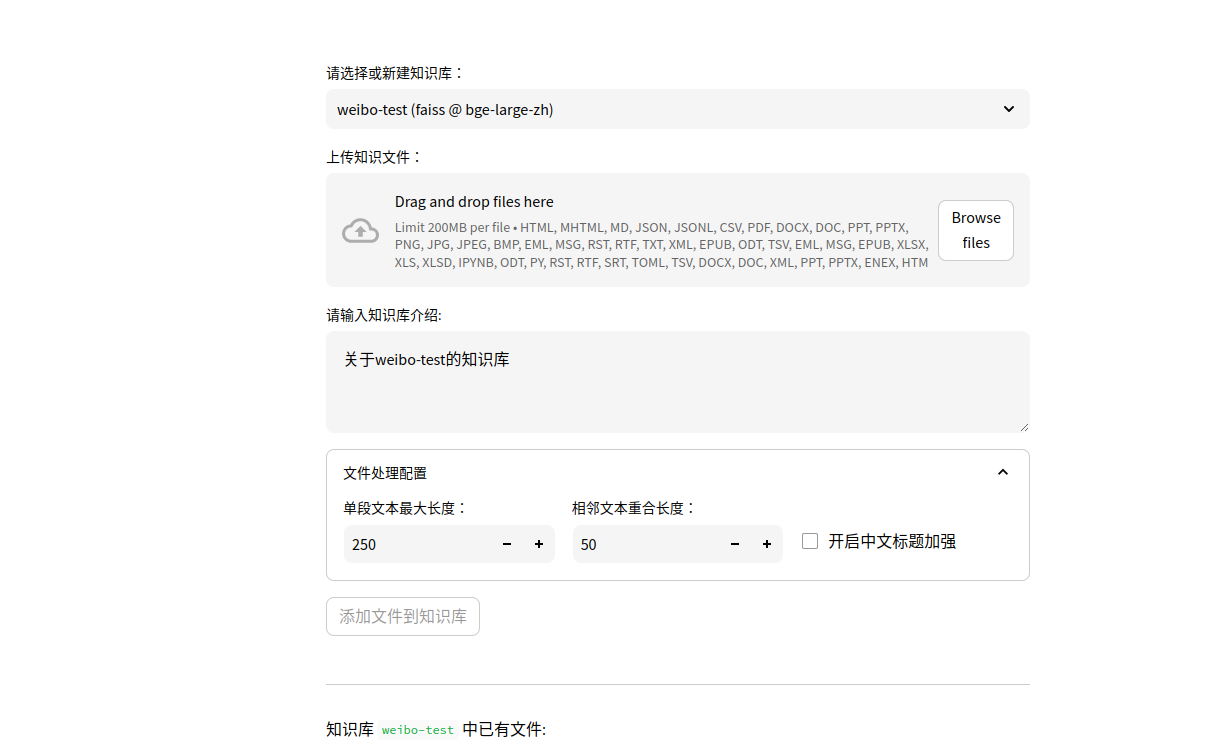 请选择或新建知识库：
weibo-test (faiss @ bge-large-zh)
上传知识文件：
Drag and drop files here
Limit 200MB per file • HTML, MHTML, MD, JSON, JSONL, CSV, PDF, DOCX, DOC, PPT, PPTX,
PNG, JPG, JPEG, BMP, EML, MSG, RST, RTF, TXT, XML, EPUB, ODT, TSV, EML, MSG, EPUB, XLSX,
XLS, XLSD, IPYNB, ODT, PY, RST, RTF, SRT, TOML, TSV, DOCX, DOC, XML, PPT, PPTX, ENEX, HTM
Browse
files
请输入知识库介绍:
关于weibo-test的知识库
文件处理配置
单段文本最大长度： 相邻文本重合长度：
250 50 开启中文标题加强
添加文件到知识库
知识库 weibo-test 中已有文件: